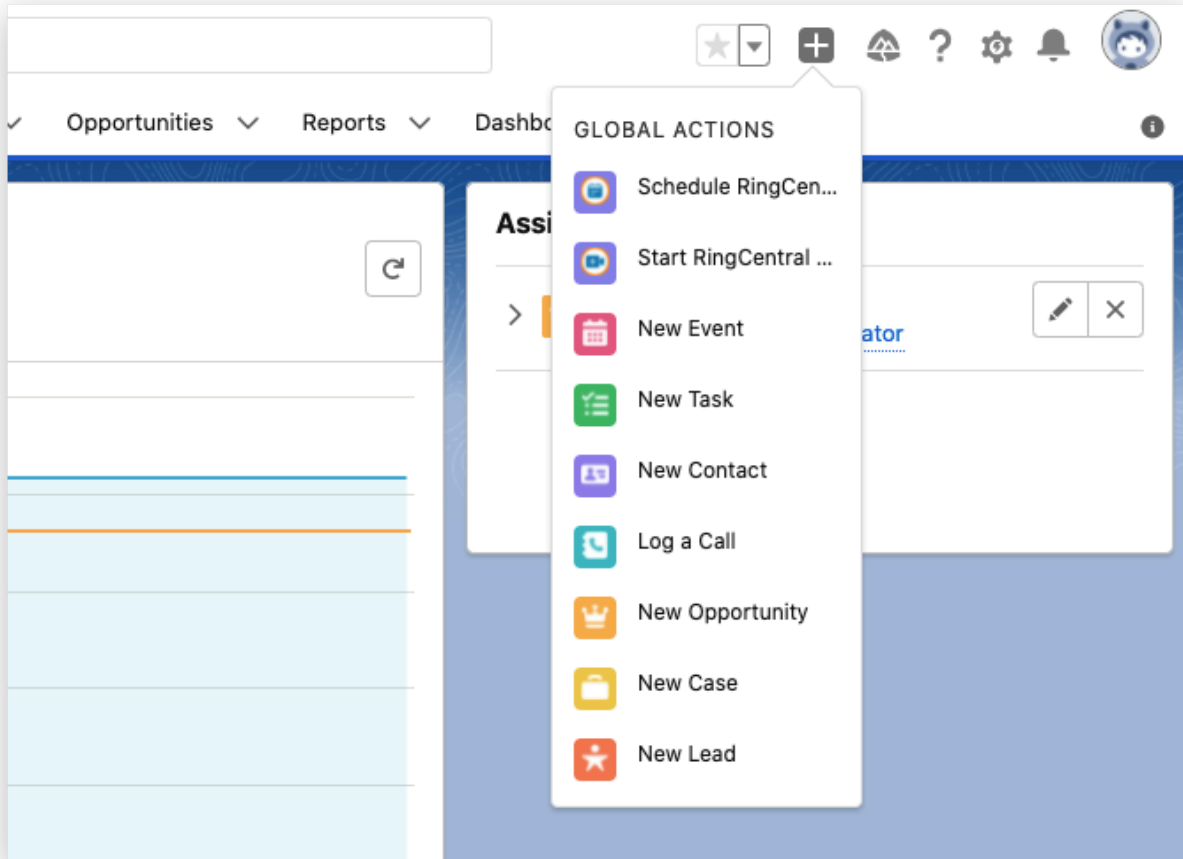 Opportunities
Reports
Dashbo
GLOBAL ACTIONS
Schedule RingCen...
Start RingCentral ...
New Event
New Task
New Contact
Log a Call
New Opportunity
New Case
New Lead
Assi
ator